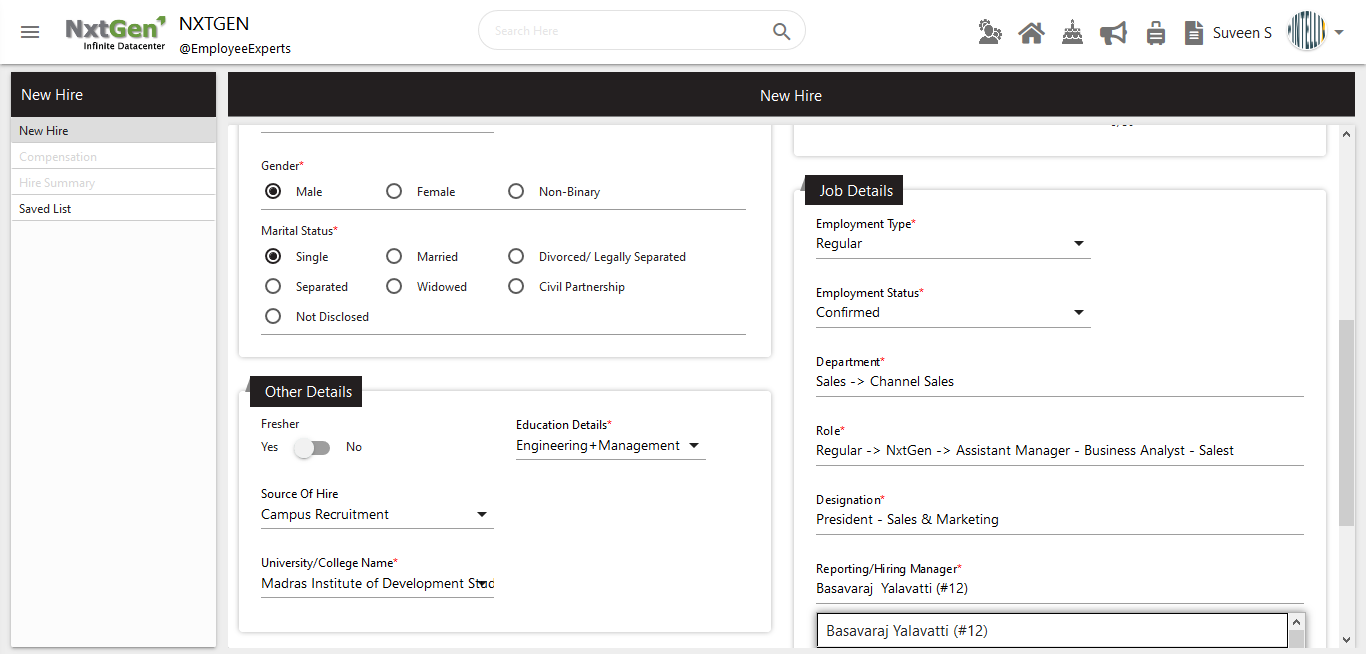 NxtGen
Infinite Datacenter
NXTGEN
@EmployeeExperts
Search Here
Suveen S
INTELI
New Hire
New Hire
Compensation
Hire Summary
Saved List
New Hire
Gender*
Male
Female
Non-Binary
Marital Status*
Single
Married
Divorced/ Legally Separated
Separated
Widowed
Civil Partnership
Not Disclosed
Other Details
Fresher
Yes
No
Education Details*
Engineering+Management
Source Of Hire
Campus Recruitment
University/College Name*
Madras Institute of Development Stud
Job Details
Employment Type*
Regular
Employment Status*
Confirmed
Department*
Sales -> Channel Sales
Role*
Regular -> NxtGen -> Assistant Manager - Business Analyst - Salest
Designation*
President - Sales & Marketing
Reporting/Hiring Manager*
Basavaraj  Yalavatti (#12)
Basavaraj Yalavatti (#12)